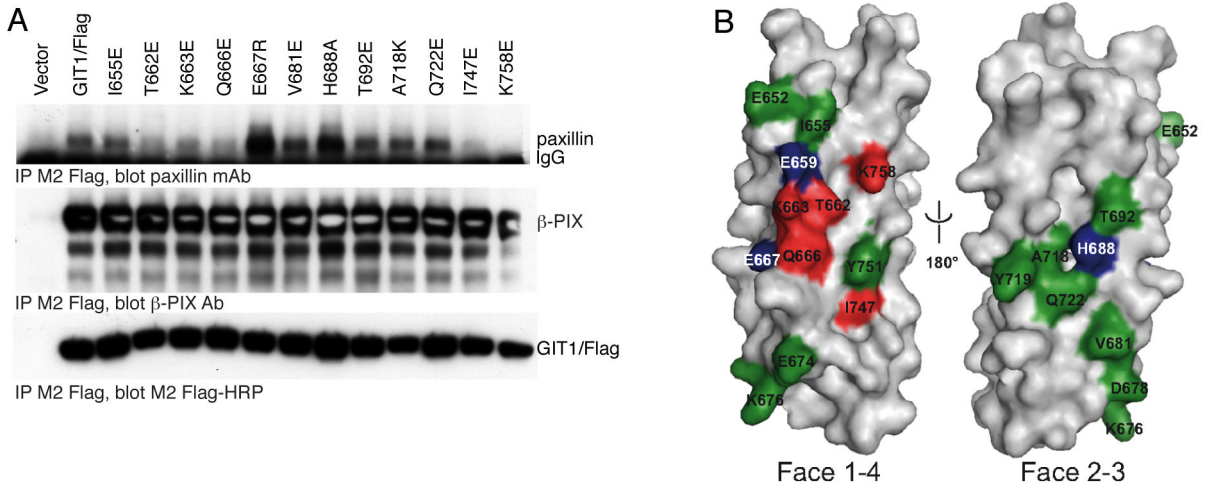 A
Vector
GIT1/Flag
I655E
T662E
K663E
Q666E
E667R
V681E
H688A
T692E
A718K
Q722E
I747E
K758E
paxillin
IgG
IP M2 Flag, blot paxillin mAb
β-PIX
IP M2 Flag, blot β-PIX Ab
GIT1/Flag
IP M2 Flag, blot M2 Flag-HRP
B
E652
I655
E659
K758
K663
T662
E667
Q666
Y751
I747
E674
K676
Face 1-4
180°
E652
T692
A718
H688
Y719
Q722
V681
D678
K676
Face 2-3